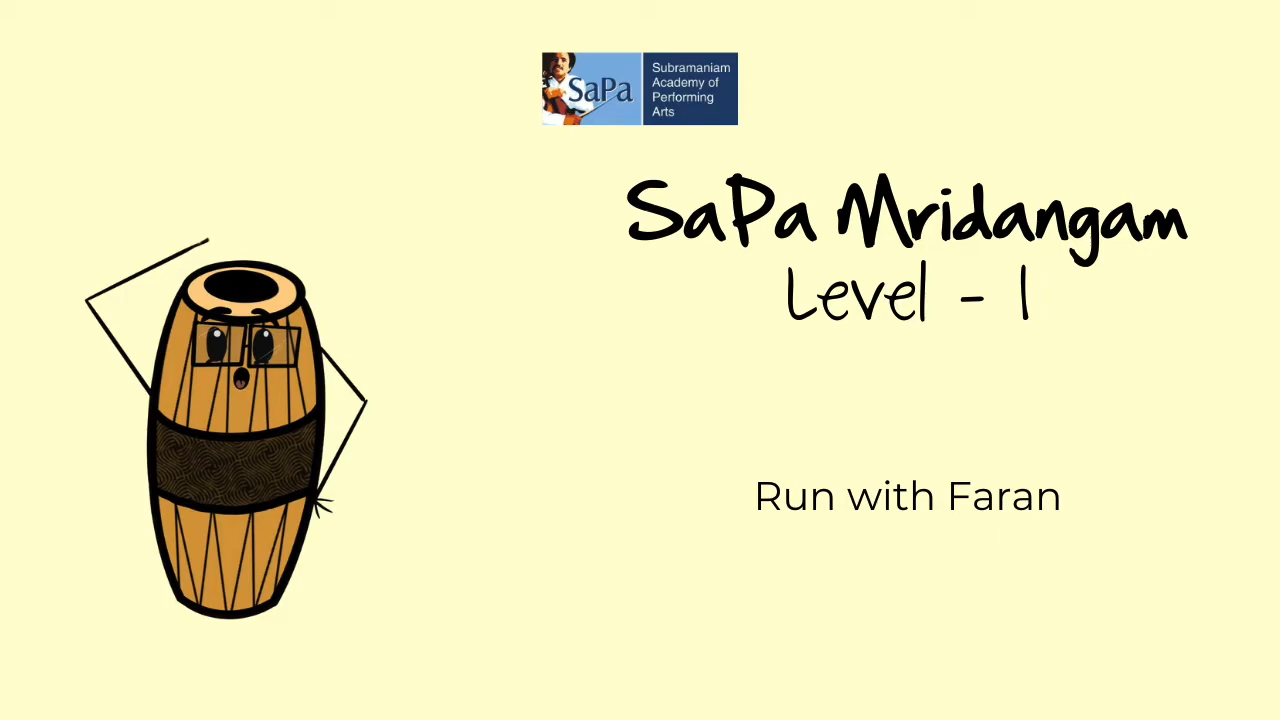 SaPa
Subramaniam
Academy of
Performing
Arts
SaPa Mridangam
Level - 1
Run with Faran